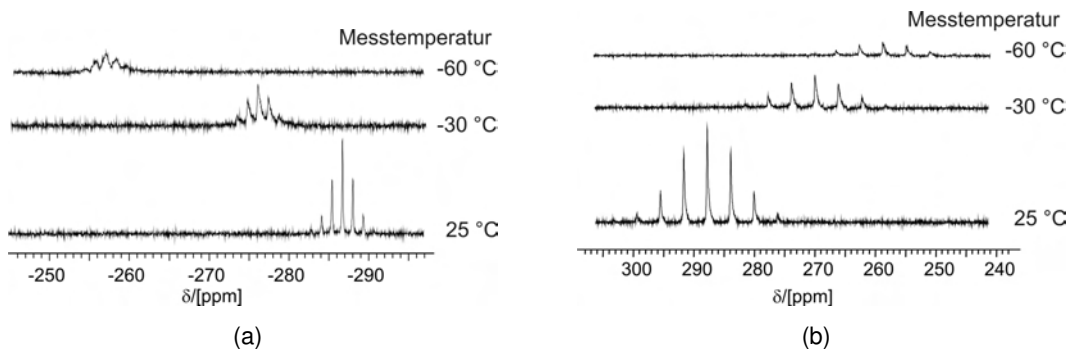 Messtemperatur
-60 °C
-30 °C
25 °C
-250 -260 -270 -280 -290
δ/[ppm]
(a)
Messtemperatur
-60 °C
-30 °C
25 °C
300 290 280 270 260 250 240
δ/[ppm]
(b)